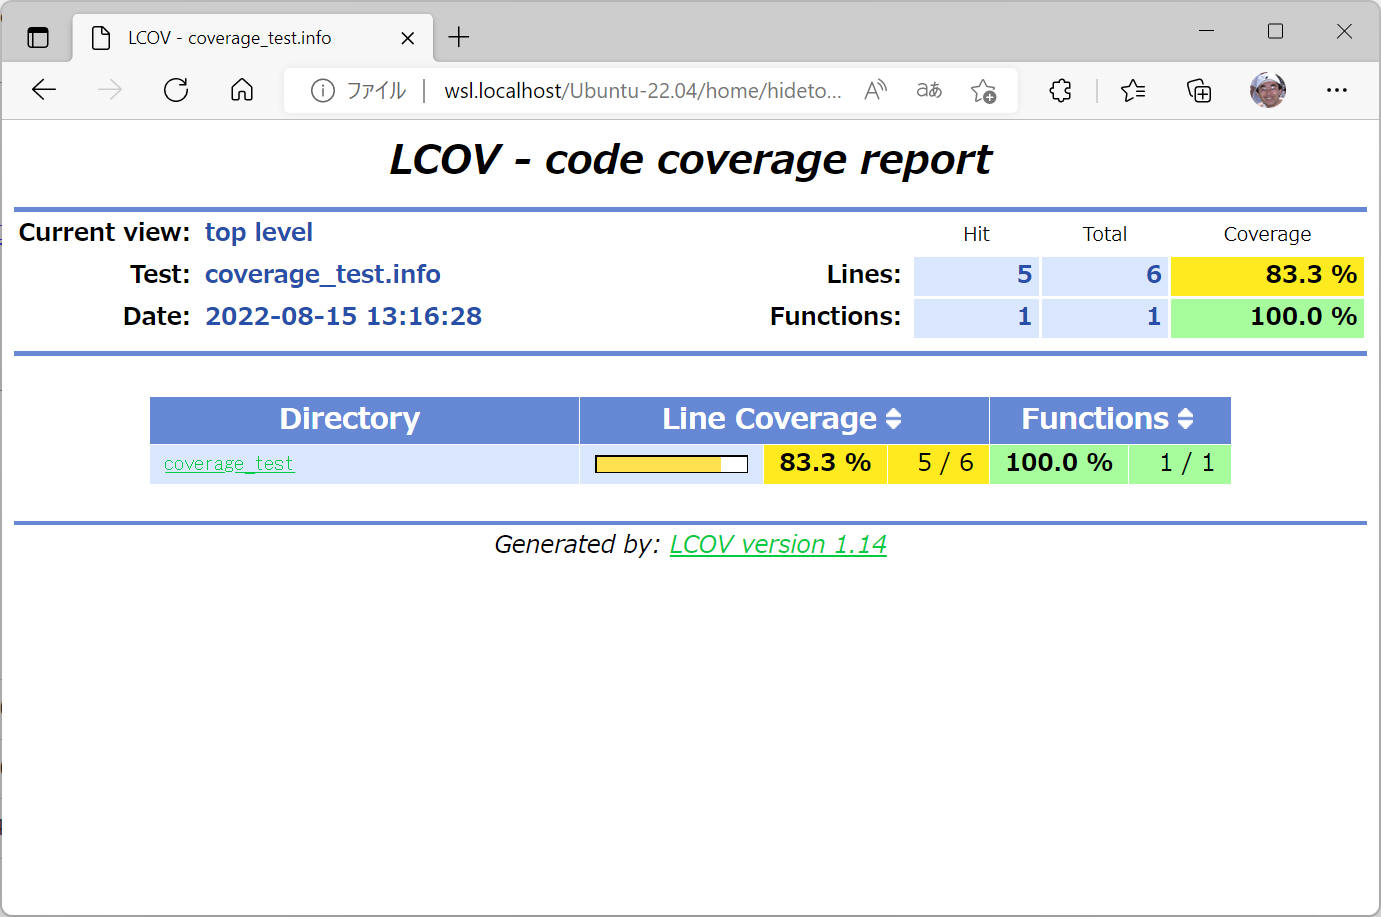 LCOV - coverage_test.info
ファイル | wsl.localhost/Ubuntu-22.04/home/hideto...
LCOV - code coverage report
Current view: top level
Hit Total Coverage
Test: coverage_test.info
Lines: 5 6 83.3 %
Date: 2022-08-15 13:16:28
Functions: 1 1 100.0 %
Directory Line Coverage Functions
coverage_test 83.3 % 5 / 6 100.0 % 1 / 1
Generated by: LCOV version 1.14